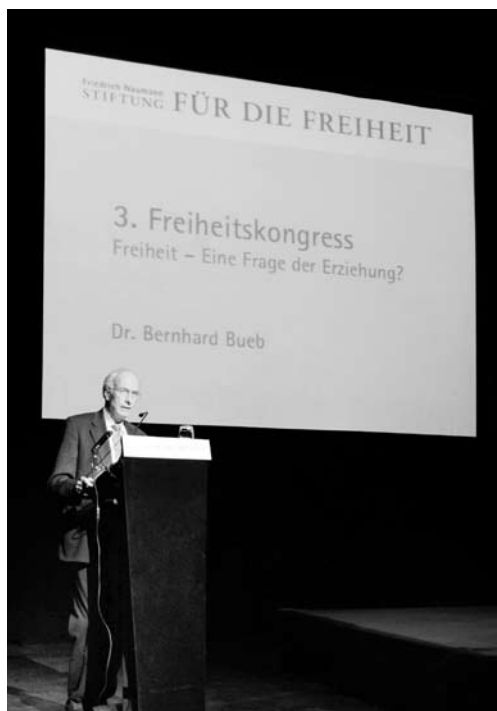 Friedrich Naumann
STIFTUNG FÜR DIE FREIHEIT
3. Freiheitskongress
Freiheit – Eine Frage der Erziehung?
Dr. Bernhard Bueb